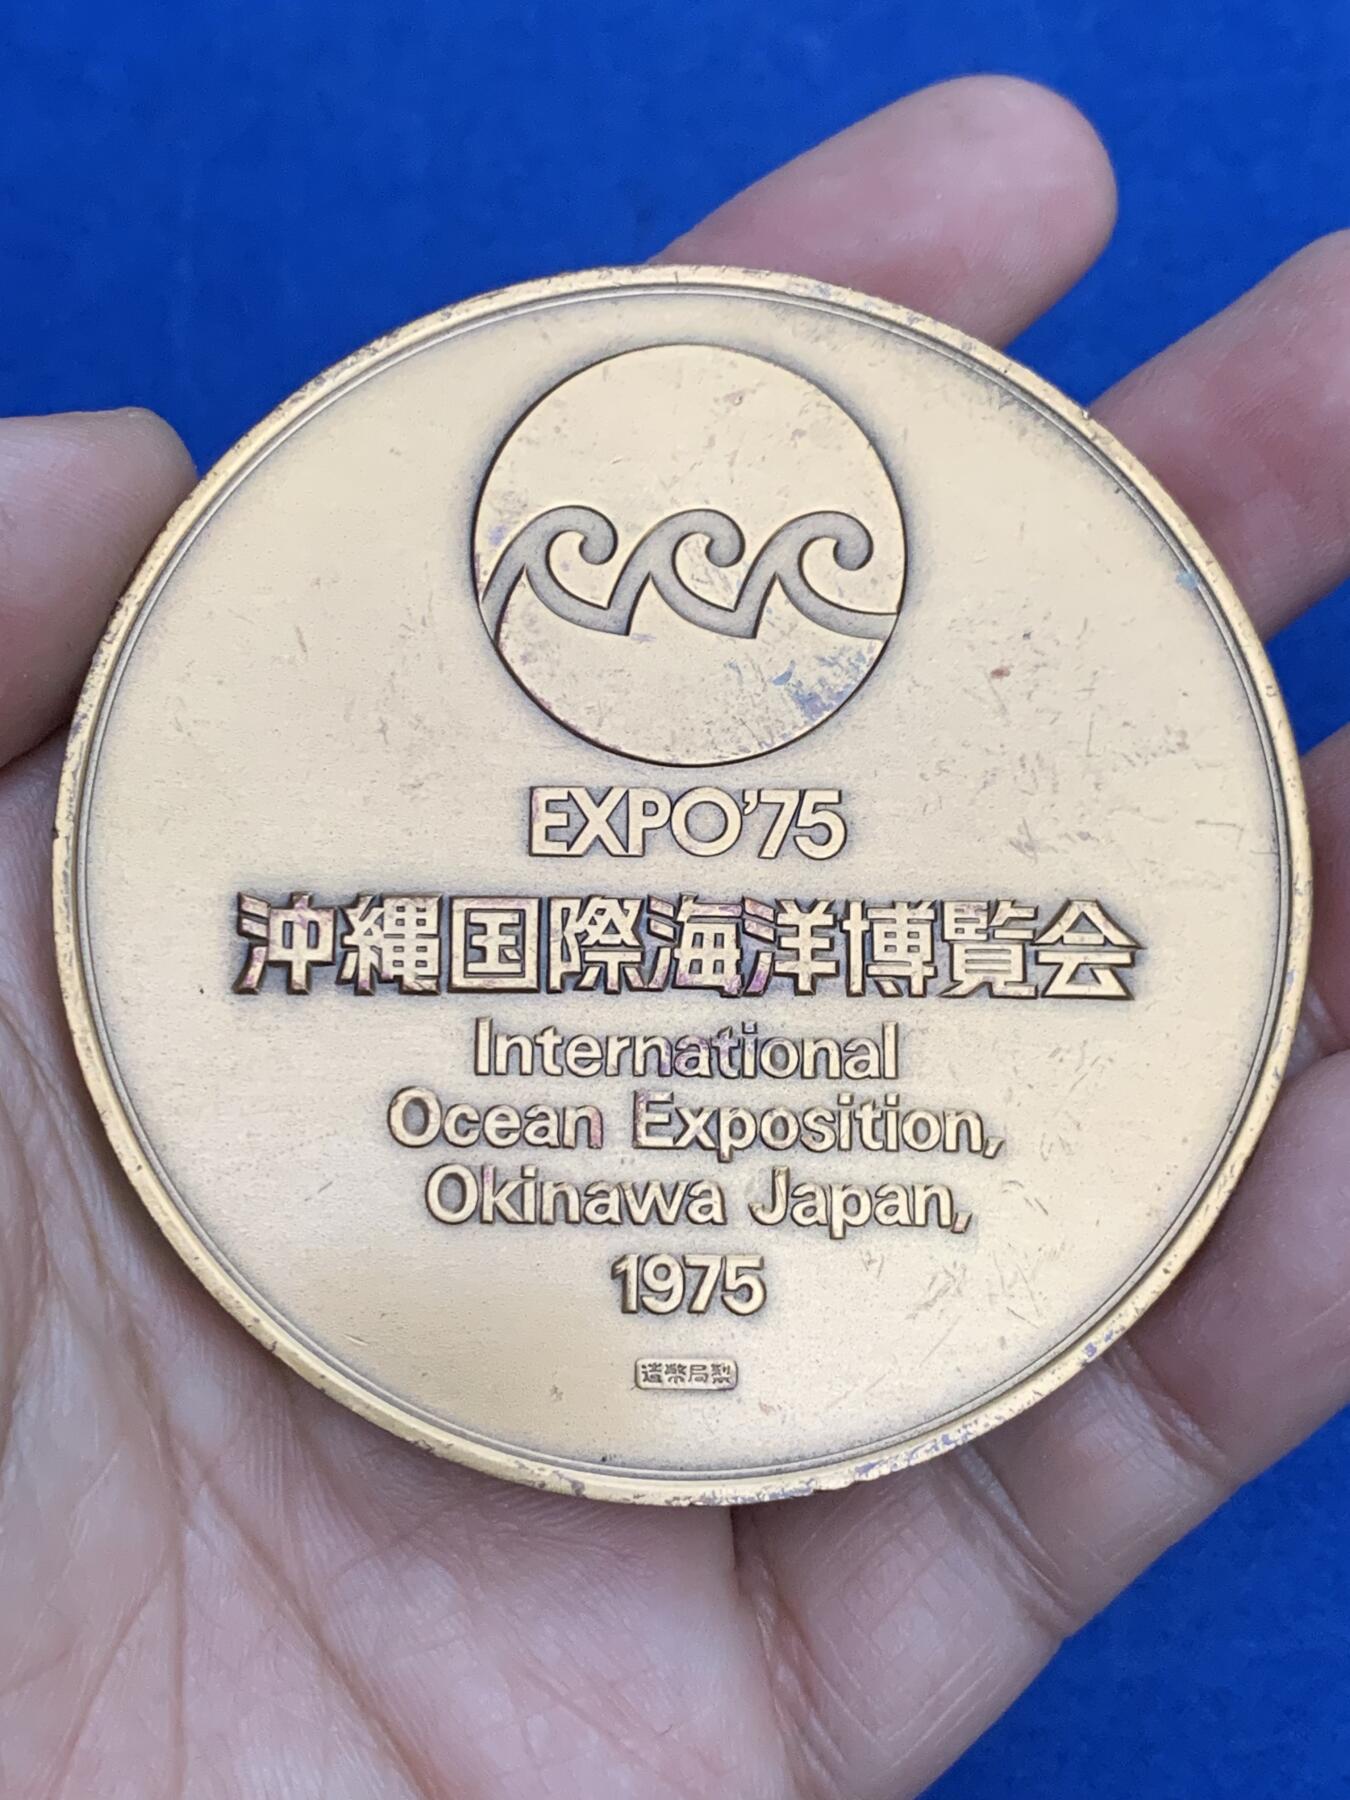 EXPO'75
沖縄国際海洋博覧会
International
Ocean Exposition,
Okinawa Japan,
1975
造幣局製